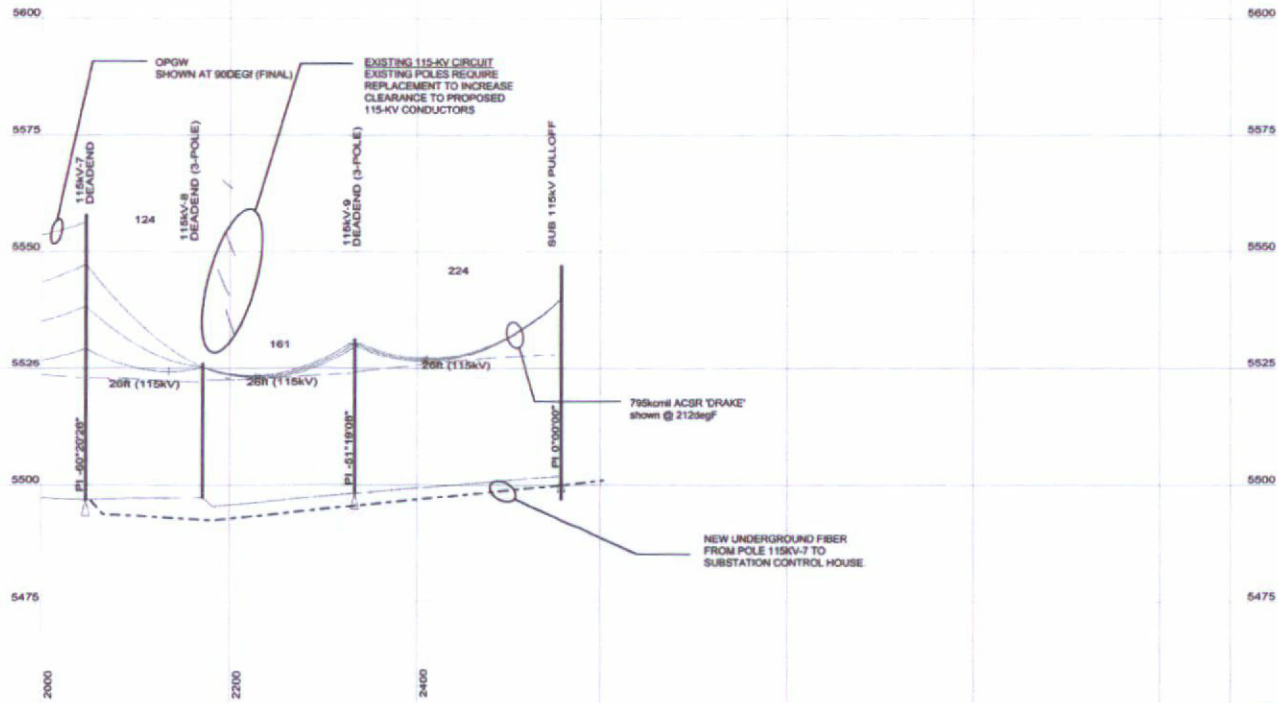 5600
5600
OPGW
SHOWN AT 90DEGf (FINAL)
EXISTING 115-KV CIRCUIT
EXISTING POLES REQUIRE
REPLACEMENT TO INCREASE
CLEARANCE TO PROPOSED
115-KV CONDUCTORS
5575
5575
115kV-7
DEADEND
115kV-8
DEADEND (3-POLE)
115kV-9
DEADEND (3-POLE)
SUB 115kV PULLOFF
124
5550
5550
224
161
5525
5525
26ft (115kV)
26ft (115kV)
26ft (115kV)
795kcmil ACSR 'DRAKE'
shown @ 212degF
PI -60°20'26"
PI -51°19'08"
PI 0°00'00"
5500
5500
NEW UNDERGROUND FIBER
FROM POLE 115KV-7 TO
SUBSTATION CONTROL HOUSE
5475
5475
2000
2200
2400